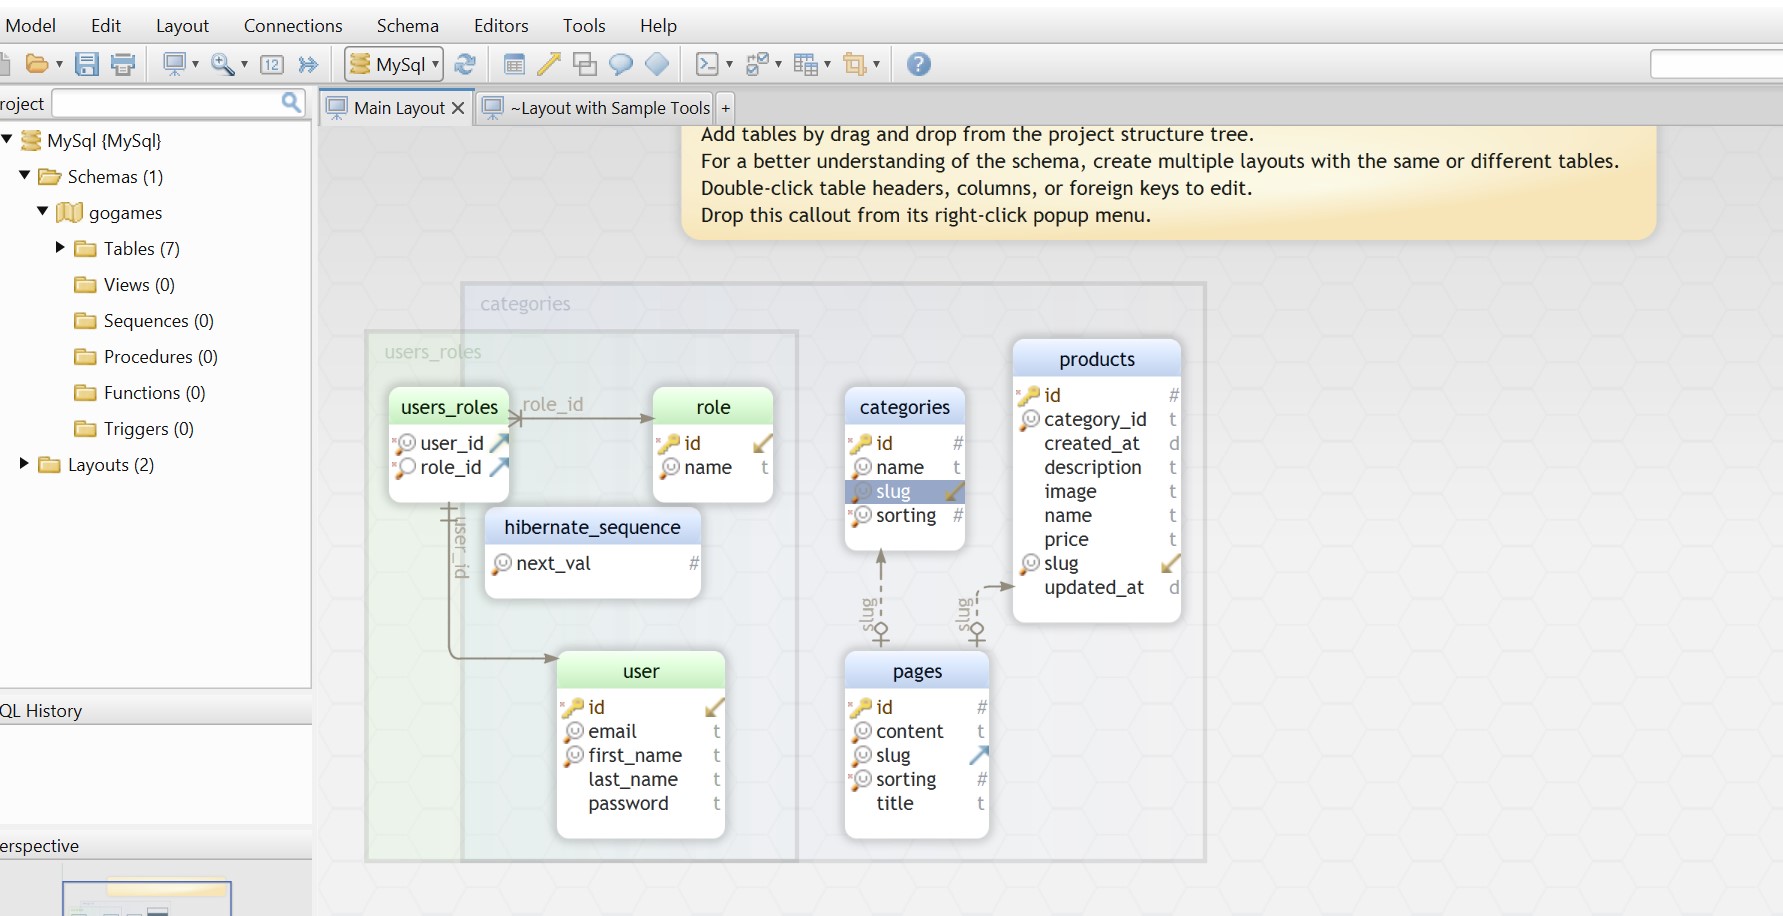 Model Edit Layout Connections Schema Editors Tools Help
12 MySql
roject
Main Layout
~Layout with Sample Tools
+
MySql {MySql}
Schemas (1)
gogames
Tables (7)
Views (0)
Sequences (0)
Procedures (0)
Functions (0)
Triggers (0)
Layouts (2)
QL History
erspective
Add tables by drag and drop from the project structure tree.
For a better understanding of the schema, create multiple layouts with the same or different tables.
Double-click table headers, columns, or foreign keys to edit.
Drop this callout from its right-click popup menu.
categories
users_roles
users_roles
user_id
role_id
role_id
role
id
name t
hibernate_sequence
next_val #
user_id
user
id
email t
first_name t
last_name t
password t
categories
id #
name t
slug
sorting #
slug
slug
products
id #
category_id t
created_at d
description t
image t
name t
price t
slug
updated_at d
pages
id #
content t
slug
sorting #
title t